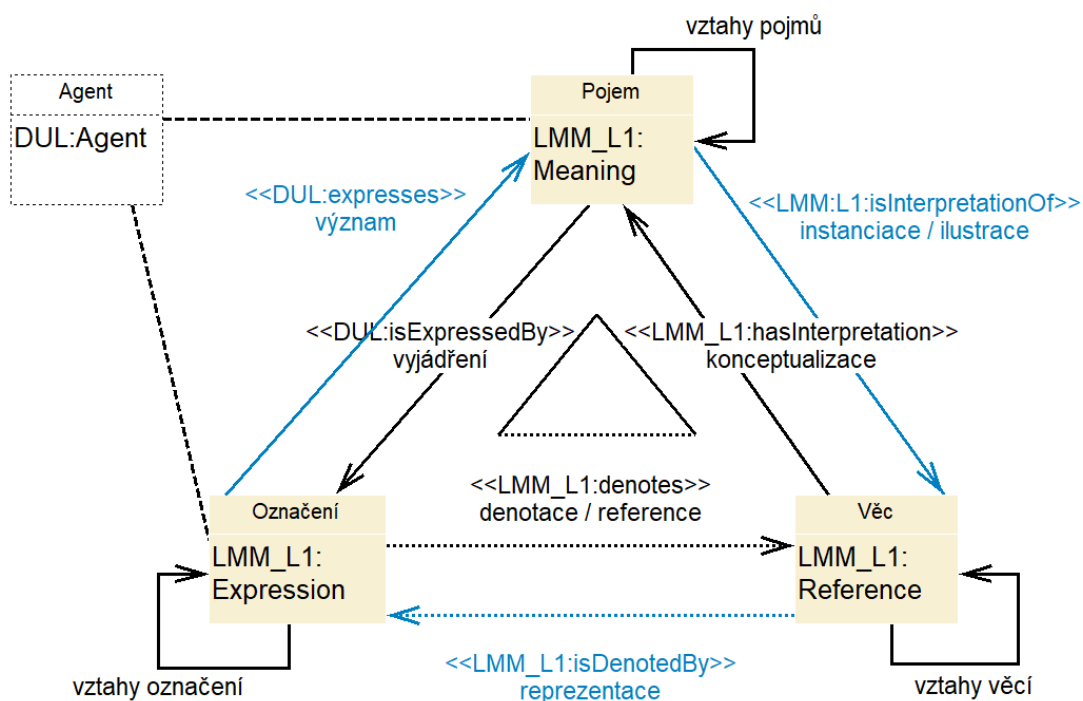 vztahy pojmů
Agent
DUL:Agent
Pojem
LMM_L1:
Meaning
<<DUL:expresses>>
význam
<<LMM:L1:isInterpretationOf>>
instanciace / ilustrace
<<DUL:isExpressedBy>>
vyjádření
<<LMM_L1:hasInterpretation>>
konceptualizace
<<LMM_L1:denotes>>
denotace / reference
Označení
LMM_L1:
Expression
Věc
LMM_L1:
Reference
<<LMM_L1:isDenotedBy>>
reprezentace
vztahy označení
vztahy věcí